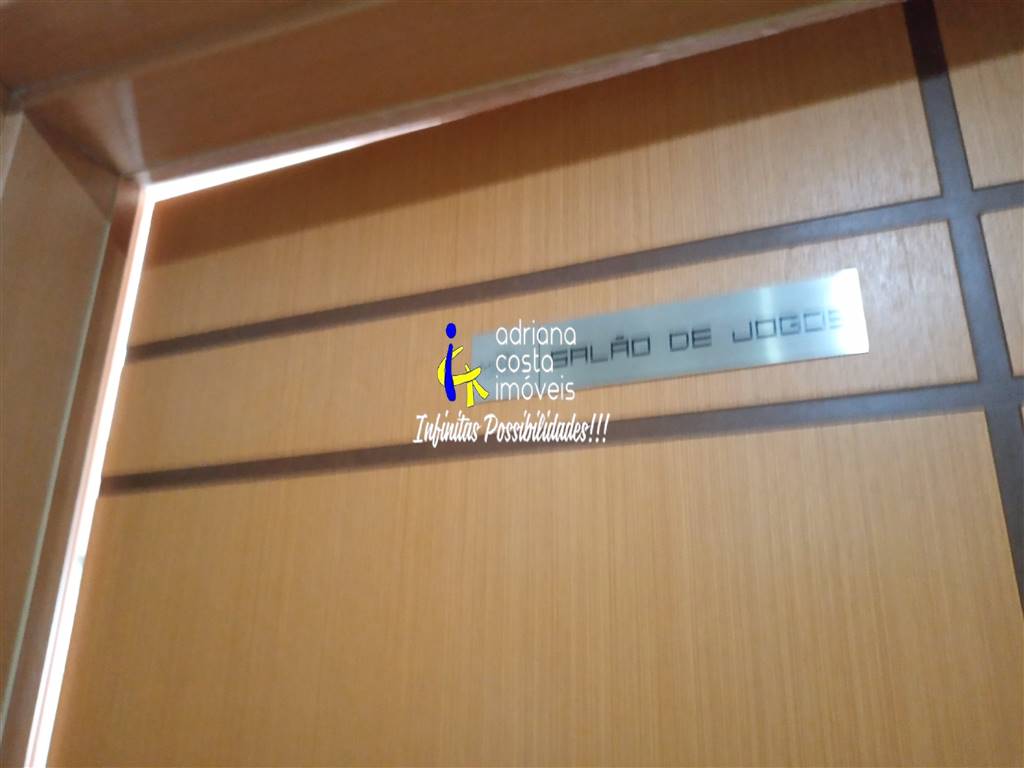 adriana
costa
imóveis
Infinitas Possibilidades!!!
SALÃO DE JOGOS